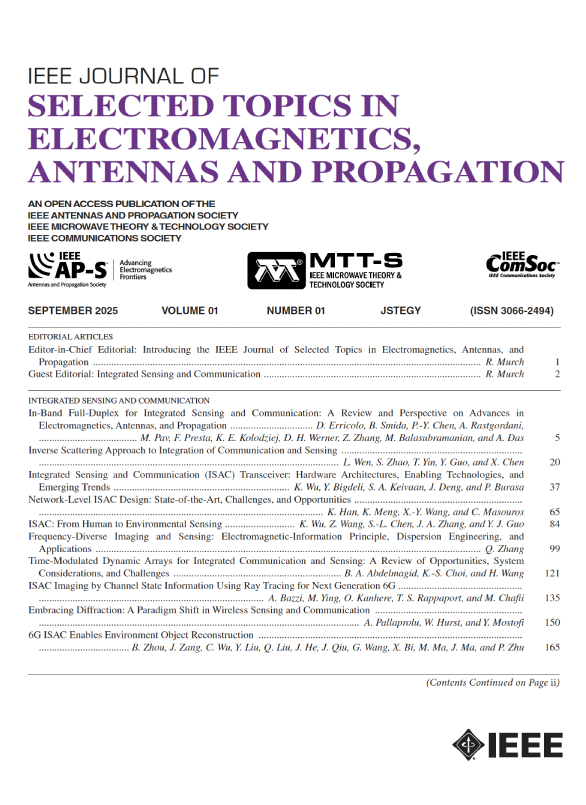 IEEE JOURNAL OF
SELECTED TOPICS IN
ELECTROMAGNETICS,
ANTENNAS AND PROPAGATION
AN OPEN ACCESS PUBLICATION OF THE
IEEE ANTENNAS AND PROPAGATION SOCIETY
IEEE MICROWAVE THEORY & TECHNOLOGY SOCIETY
IEEE COMMUNICATIONS SOCIETY
IEEE AP-S Antennas and Propagation Society
Advancing Electromagnetics Frontiers
MTT-S IEEE MICROWAVE THEORY & TECHNOLOGY SOCIETY
IEEE ComSoc IEEE Communications Society
SEPTEMBER 2025 VOLUME 01 NUMBER 01 JSTEGY (ISSN 3066-2494)
EDITORIAL ARTICLES
Editor-in-Chief Editorial: Introducing the IEEE Journal of Selected Topics in Electromagnetics, Antennas, and
Propagation ........ R. Murch 1
Guest Editorial: Integrated Sensing and Communication ........ R. Murch 2
INTEGRATED SENSING AND COMMUNICATION
In-Band Full-Duplex for Integrated Sensing and Communication: A Review and Perspective on Advances in
Electromagnetics, Antennas, and Propagation ........ D. Erricolo, B. Smida, P.-Y. Chen, A. Rastgordani,
........ M. Pav, F. Presta, K. E. Kolodziej, D. H. Werner, Z. Zhang, M. Balasubramanian, and A. Das 5
Inverse Scattering Approach to Integration of Communication and Sensing ........
........ L. Wen, S. Zhao, T. Yin, Y. Guo, and X. Chen 20
Integrated Sensing and Communication (ISAC) Transceiver: Hardware Architectures, Enabling Technologies, and
Emerging Trends ........ K. Wu, Y. Bigdeli, S. A. Keivaan, J. Deng, and P. Burasa 37
Network-Level ISAC Design: State-of-the-Art, Challenges, and Opportunities ........
........ K. Han, K. Meng, X.-Y. Wang, and C. Masouros 65
ISAC: From Human to Environmental Sensing ........ K. Wu, Z. Wang, S.-L. Chen, J. A. Zhang, and Y. J. Guo 84
Frequency-Diverse Imaging and Sensing: Electromagnetic-Information Principle, Dispersion Engineering, and
Applications ........ Q. Zhang 99
Time-Modulated Dynamic Arrays for Integrated Communication and Sensing: A Review of Opportunities, System
Considerations, and Challenges ........ B. A. Abdelmagid, K.-S. Choi, and H. Wang 121
ISAC Imaging by Channel State Information Using Ray Tracing for Next Generation 6G ........
........ A. Bazzi, M. Ying, O. Kanhere, T. S. Rappaport, and M. Chafii 135
Embracing Diffraction: A Paradigm Shift in Wireless Sensing and Communication ........
........ A. Pallaprolu, W. Hurst, and Y. Mostofi 150
6G ISAC Enables Environment Object Reconstruction ........
........ B. Zhou, J. Zang, C. Wu, Y. Liu, Q. Liu, J. He, J. Qiu, G. Wang, X. Bi, M. Ma, J. Ma, and P. Zhu 165
(Contents Continued on Page ii)
IEEE